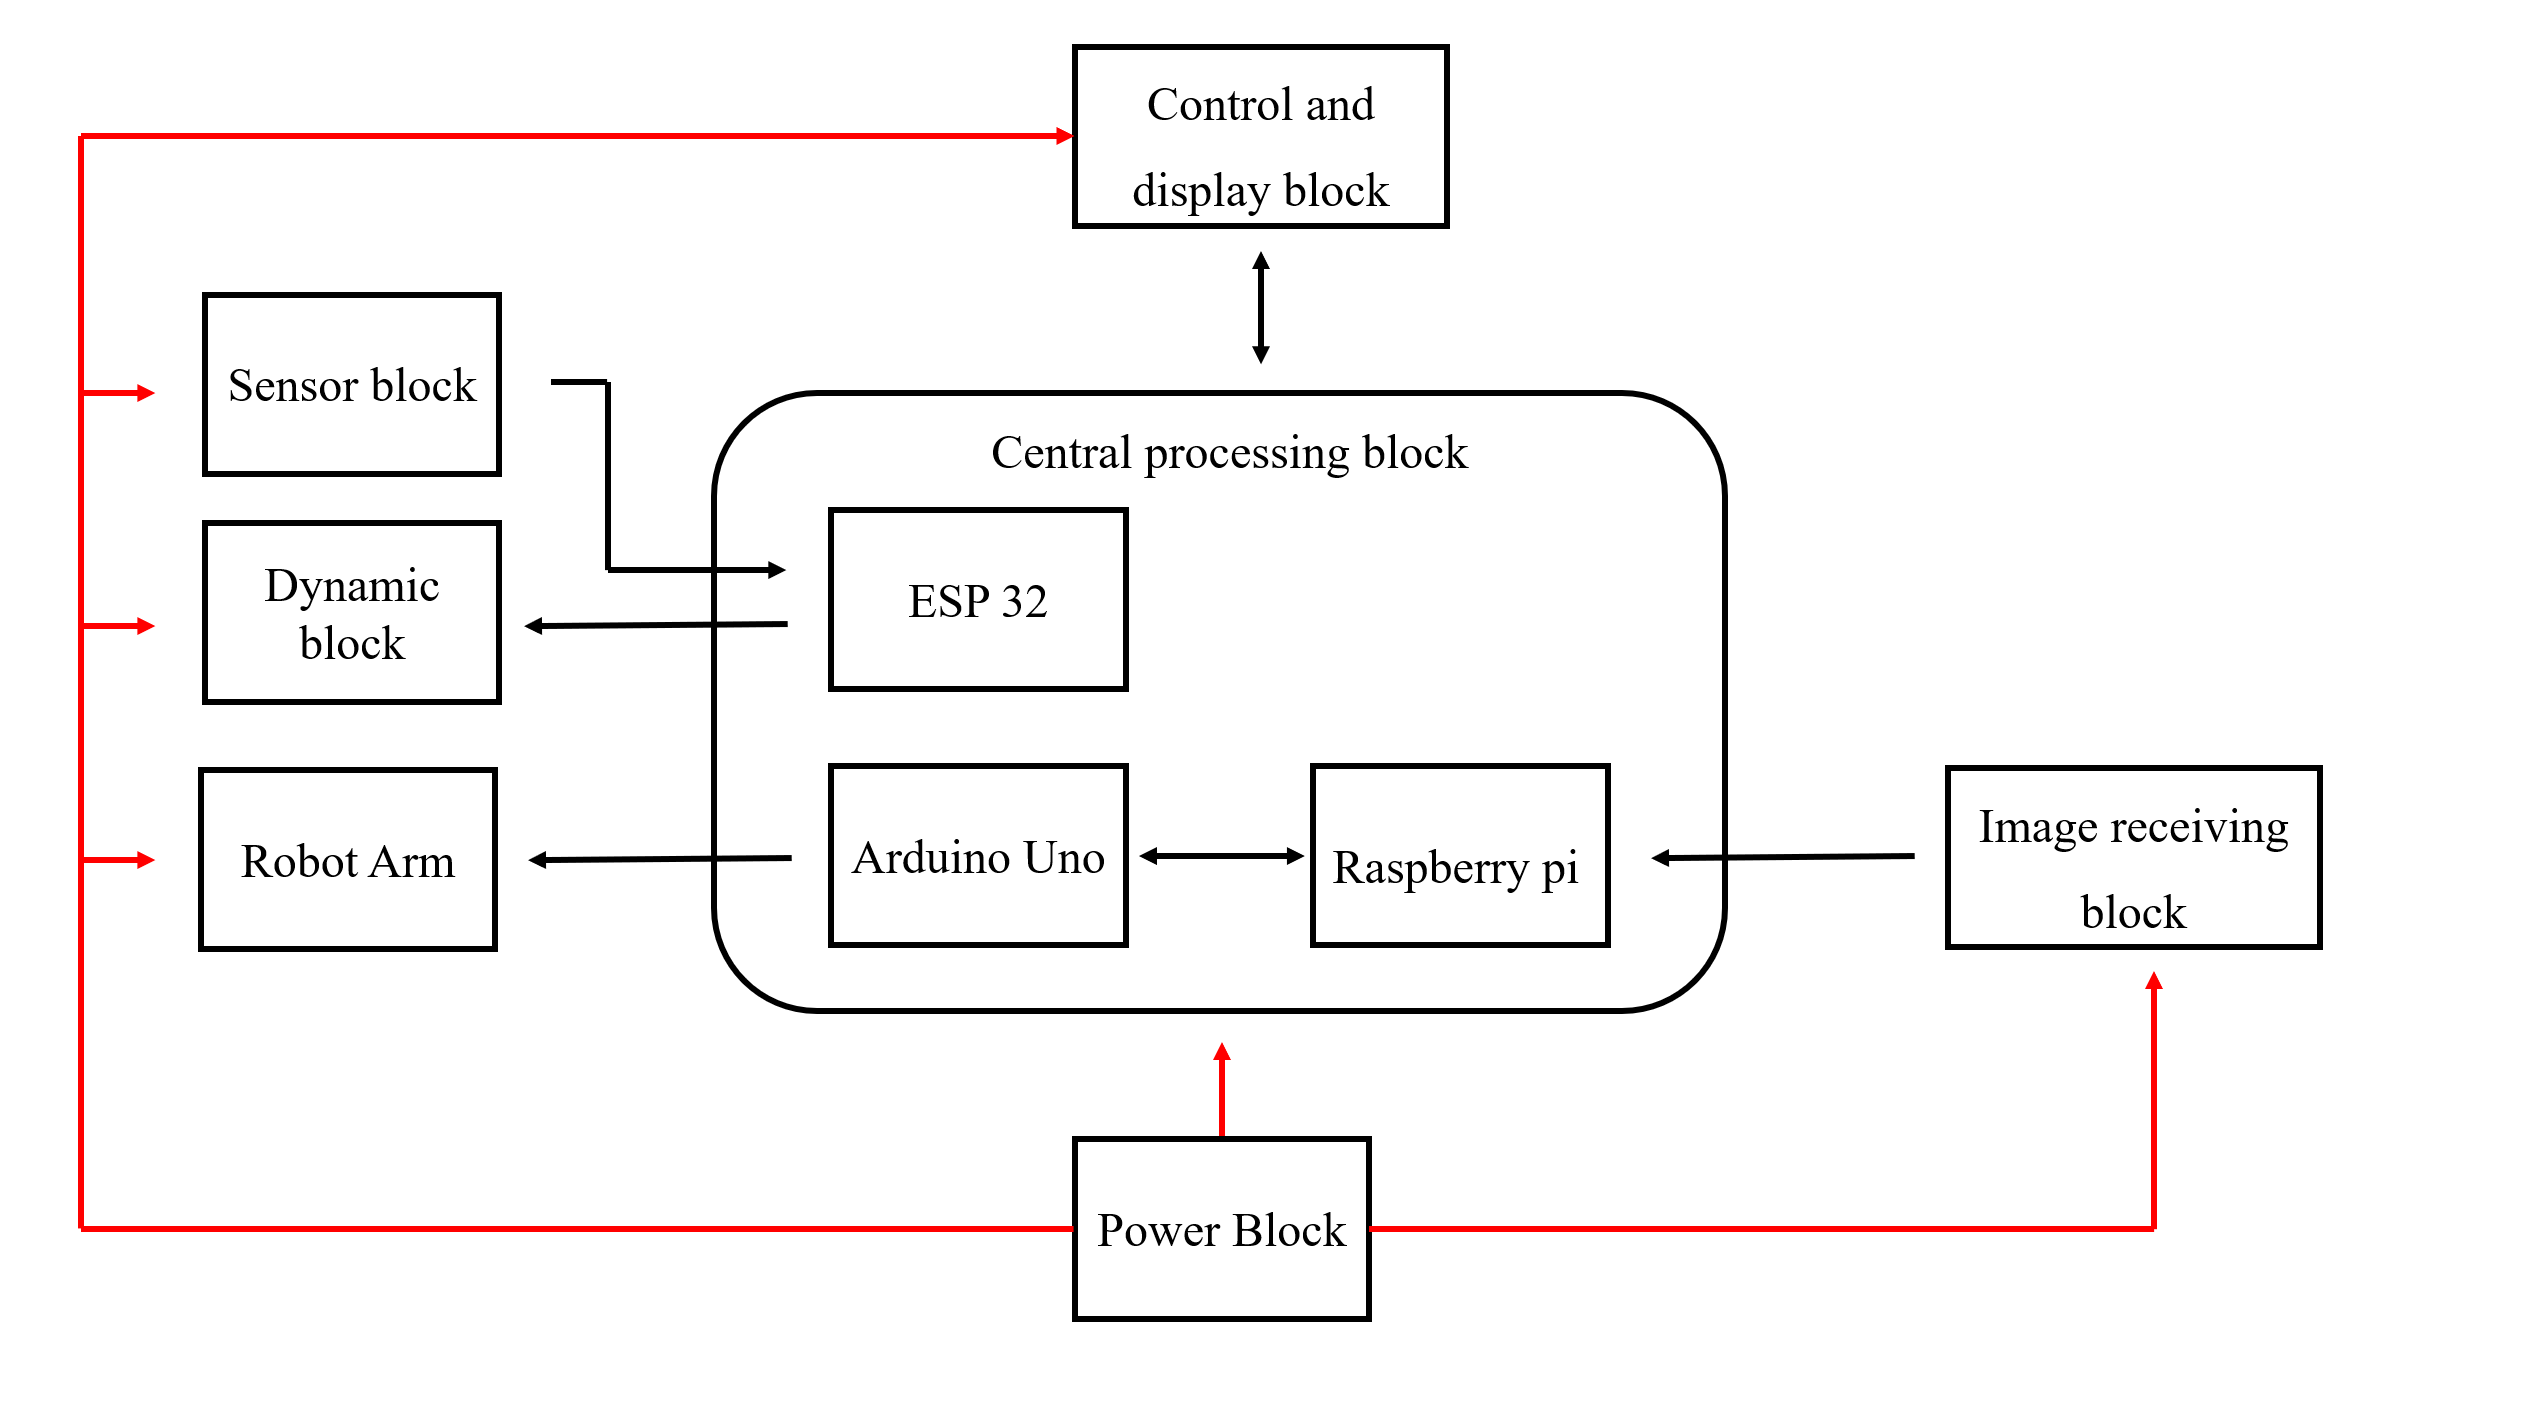 Control and
display block
Sensor block
Central processing block
Dynamic
block
ESP 32
Robot Arm
Arduino Uno
Raspberry pi
Image receiving
block
Power Block